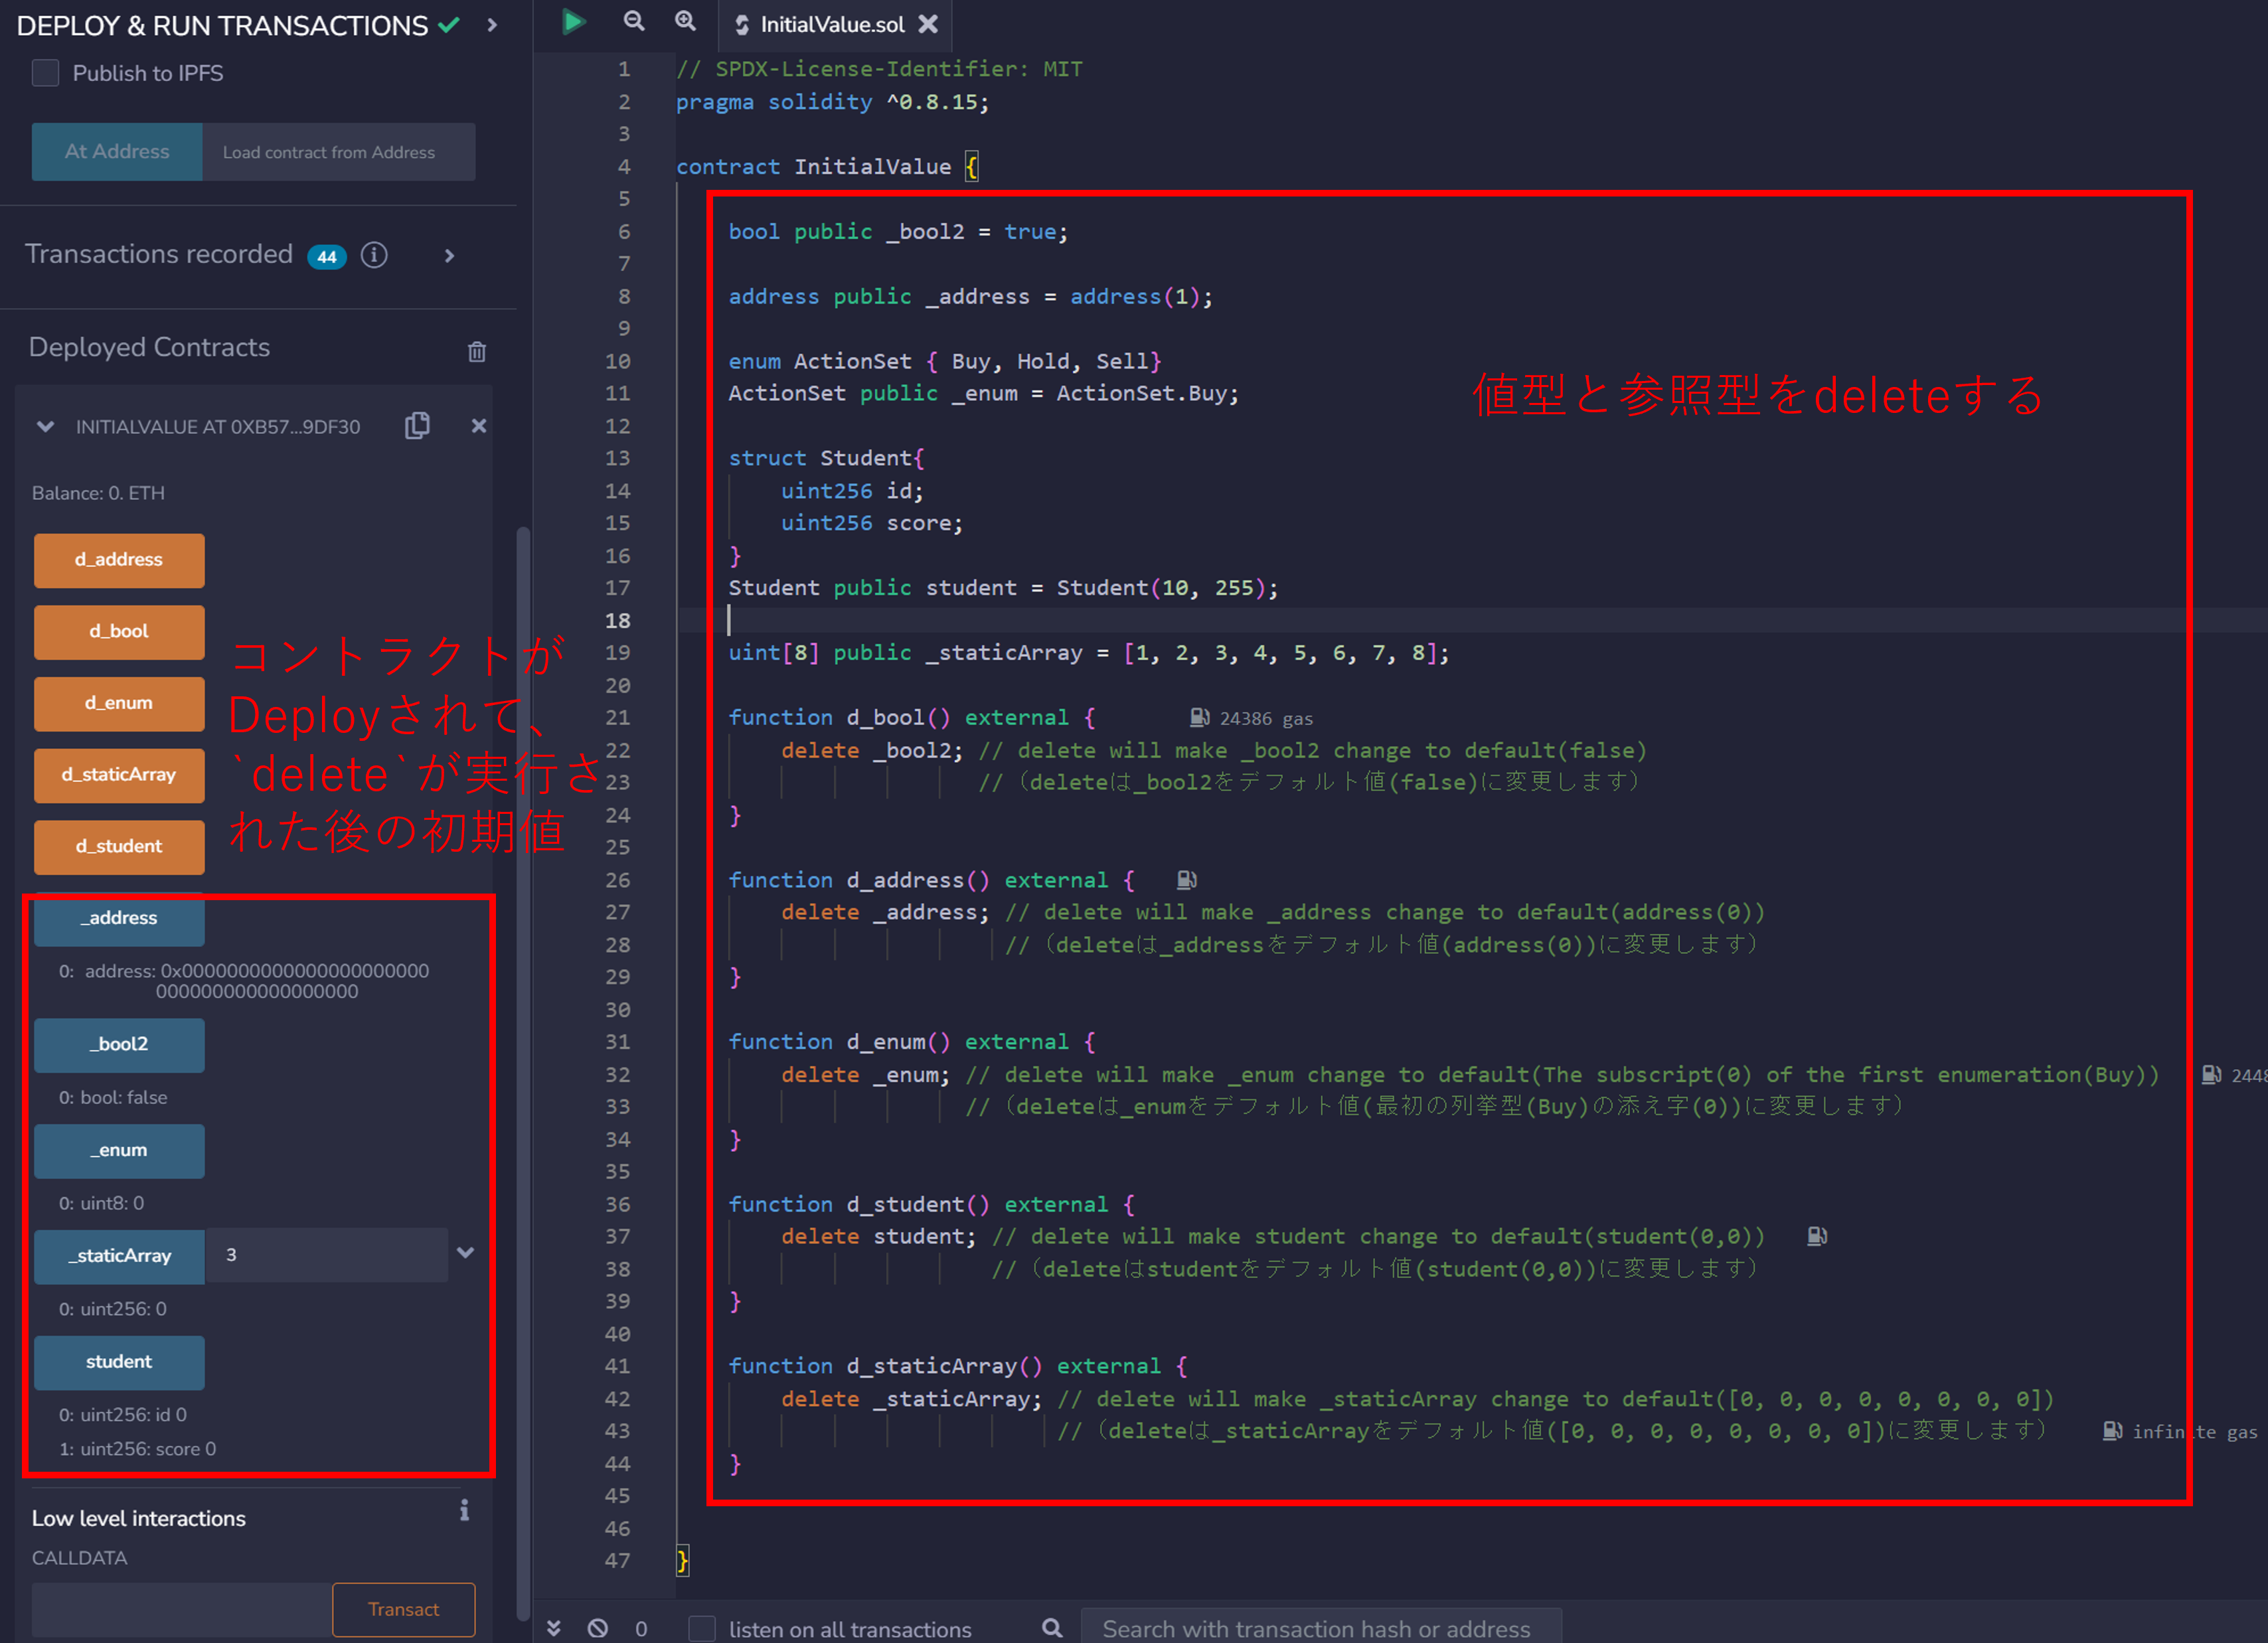 DEPLOY & RUN TRANSACTIONS
Publish to IPFS
At Address
Load contract from Address
Transactions recorded 44
Deployed Contracts
INITIALVALUE AT 0XB57...9DF30
Balance: 0. ETH
d_address
d_bool
d_enum
d_staticArray
d_student
コントラクトが
Deployされて、
`delete`が実行さ
れた後の初期値
_address
0: address: 0x0000000000000000000000
000000000000000000
_bool2
0: bool: false
_enum
0: uint8: 0
_staticArray 3
0: uint256: 0
student
0: uint256: id 0
1: uint256: score 0
Low level interactions
CALLDATA
Transact
InitialValue.sol
1 // SPDX-License-Identifier: MIT
2 pragma solidity ^0.8.15;
3
4 contract InitialValue {
5
6 bool public _bool2 = true;
7
8 address public _address = address(1);
9
10 enum ActionSet { Buy, Hold, Sell}
11 ActionSet public _enum = ActionSet.Buy;
値型と参照型をdeleteする
12
13 struct Student{
14 uint256 id;
15 uint256 score;
16 }
17 Student public student = Student(10, 255);
18
19 uint[8] public _staticArray = [1, 2, 3, 4, 5, 6, 7, 8];
20
21 function d_bool() external { 24386 gas
22 delete _bool2; // delete will make _bool2 change to default(false)
23 //（deleteは_bool2をデフォルト値(false)に変更します）
24 }
25
26 function d_address() external {
27 delete _address; // delete will make _address change to default(address(0))
28 //（deleteは_addressをデフォルト値(address(0))に変更します）
29 }
30
31 function d_enum() external {
32 delete _enum; // delete will make _enum change to default(The subscript(0) of the first enumeration(Buy)) 2448
33 //（deleteは_enumをデフォルト値(最初の列挙型(Buy)の添え字(0))に変更します）
34 }
35
36 function d_student() external {
37 delete student; // delete will make student change to default(student(0,0))
38 //（deleteはstudentをデフォルト値(student(0,0))に変更します）
39 }
40
41 function d_staticArray() external {
42 delete _staticArray; // delete will make _staticArray change to default([0, 0, 0, 0, 0, 0, 0, 0])
43 //（deleteは_staticArrayをデフォルト値([0, 0, 0, 0, 0, 0, 0, 0])に変更します） infinite gas
44 }
45
46
47 }
0 listen on all transactions Search with transaction hash or address